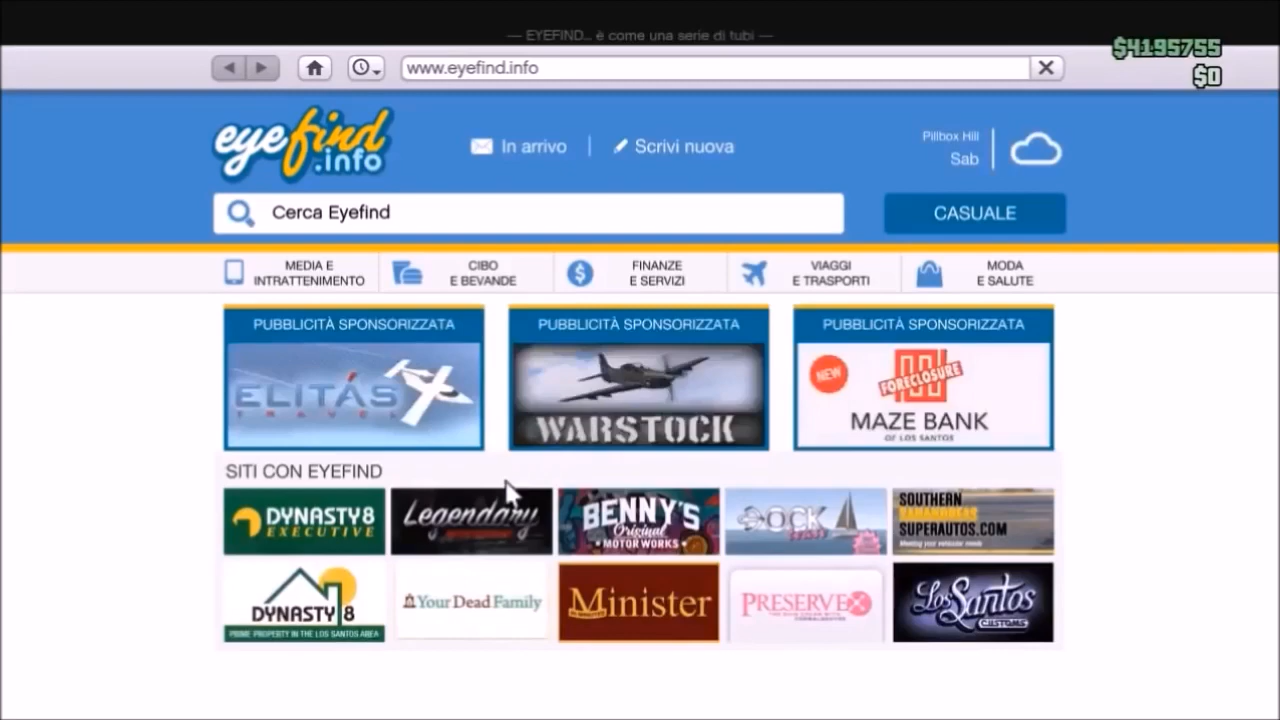 — EYEFIND... è come una serie di tubi —
$4195755
$0
www.eyefind.info
eyefind
.info
In arrivo
Scrivi nuova
Pillbox Hill
Sab
Cerca Eyefind
CASUALE
MEDIA E
INTRATTENIMENTO
CIBO
E BEVANDE
FINANZE
E SERVIZI
VIAGGI
E TRASPORTI
MODA
E SALUTE
PUBBLICITÀ SPONSORIZZATA
PUBBLICITÀ SPONSORIZZATA
PUBBLICITÀ SPONSORIZZATA
ELITÁS
TRAVEL
WARSTOCK
NEW
FORECLOSURE
MAZE BANK
OF LOS SANTOS
SITI CON EYEFIND
DYNASTY 8
EXECUTIVE
Legendary
BENNY'S
Original
MOTOR WORKS
DOCK
SOUTHERN
SUPERAUTOS.COM
DYNASTY 8
PRIME PROPERTY IN THE LOS SANTOS AREA
Your Dead Family
Minister
PRESERVEX
Los Santos
CUSTOMS